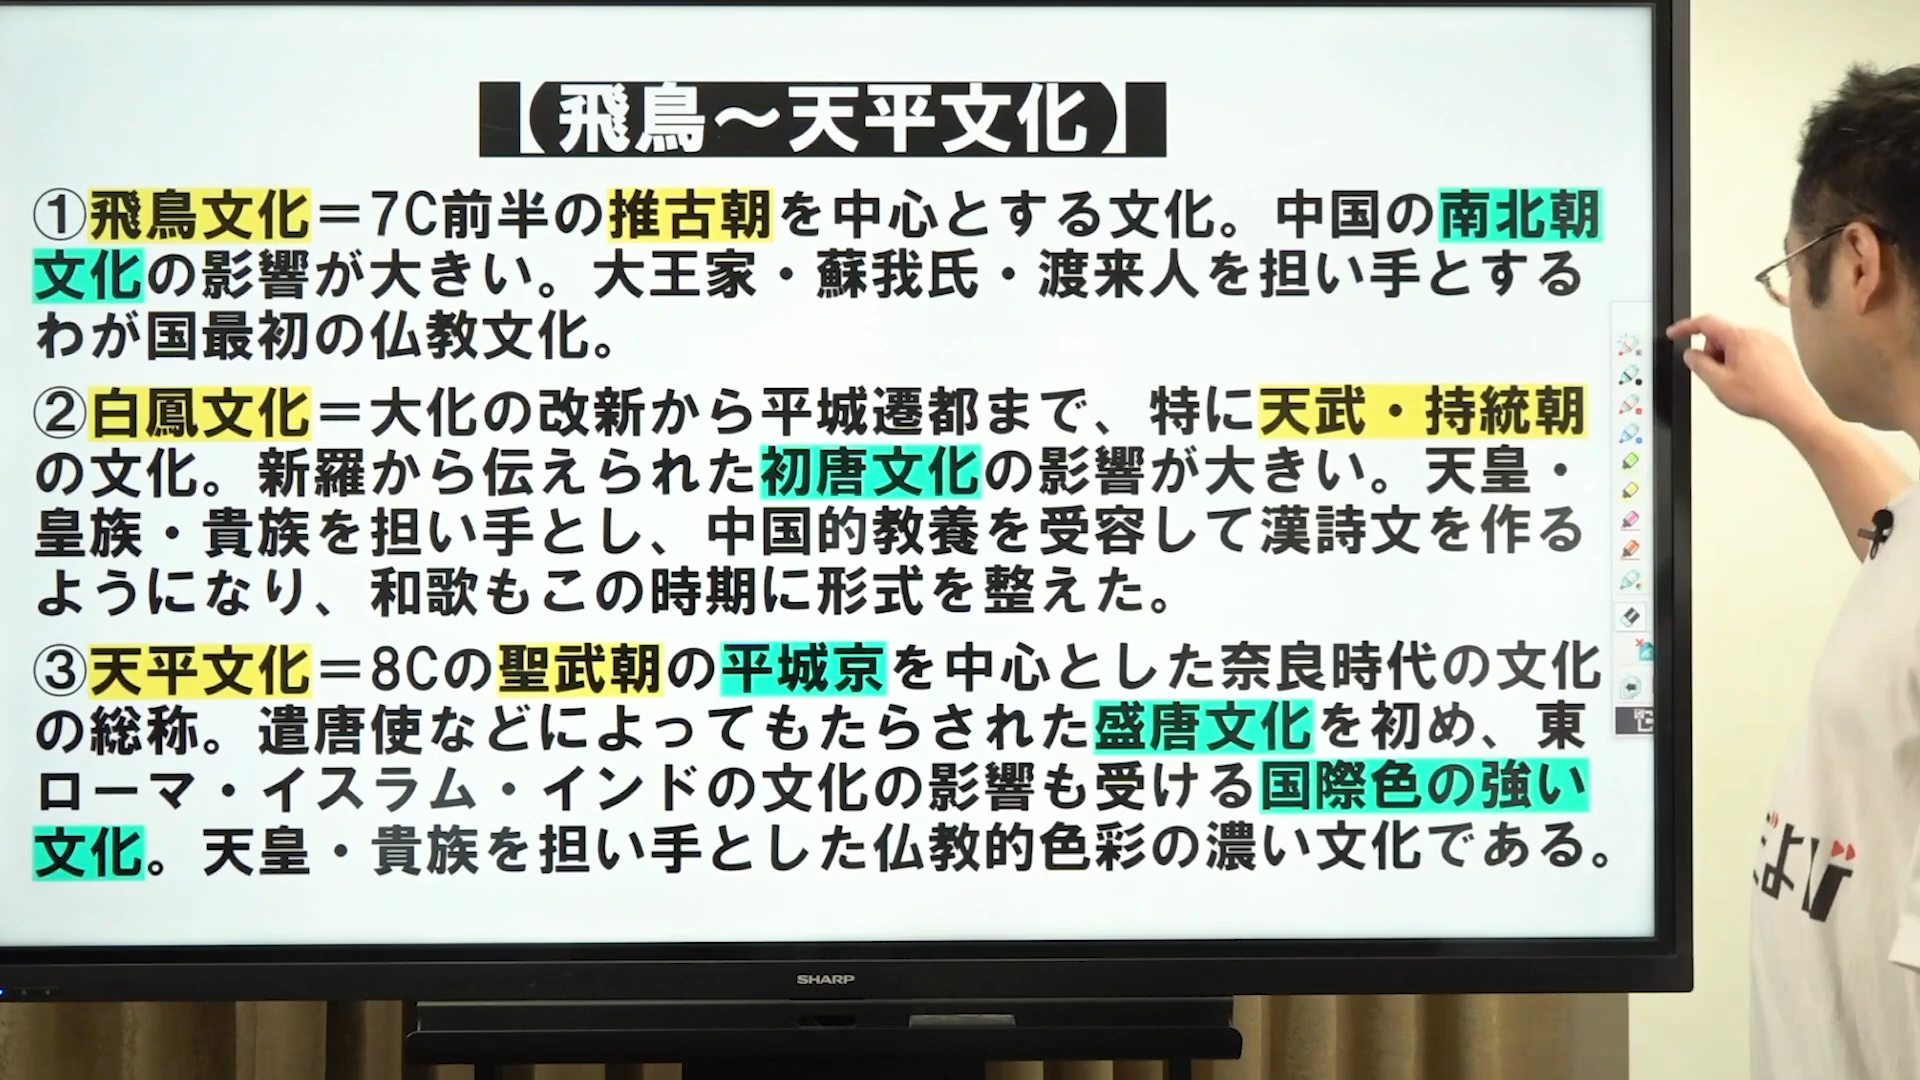 【(飛鳥～天平文化)】
①飛鳥文化＝7C前半の推古朝を中心とする文化。中国の南北朝
文化の影響が大きい。大王家・蘇我氏・渡来人を担い手とする
わが国最初の仏教文化。
②白鳳文化＝大化の改新から平城遷都まで、特に天武・持統朝
の文化。新羅から伝えられた初唐文化の影響が大きい。天皇・
皇族・貴族を担い手とし、中国的教養を受容して漢詩文を作る
ようになり、和歌もこの時期に形式を整えた。
③天平文化＝8Cの聖武朝の平城京を中心とした奈良時代の文化
の総称。遣唐使などによってもたらされた盛唐文化を初め、東
ローマ・イスラム・インドの文化の影響も受ける国際色の強い
文化。天皇・貴族を担い手とした仏教的色彩の濃い文化である。
SHARP